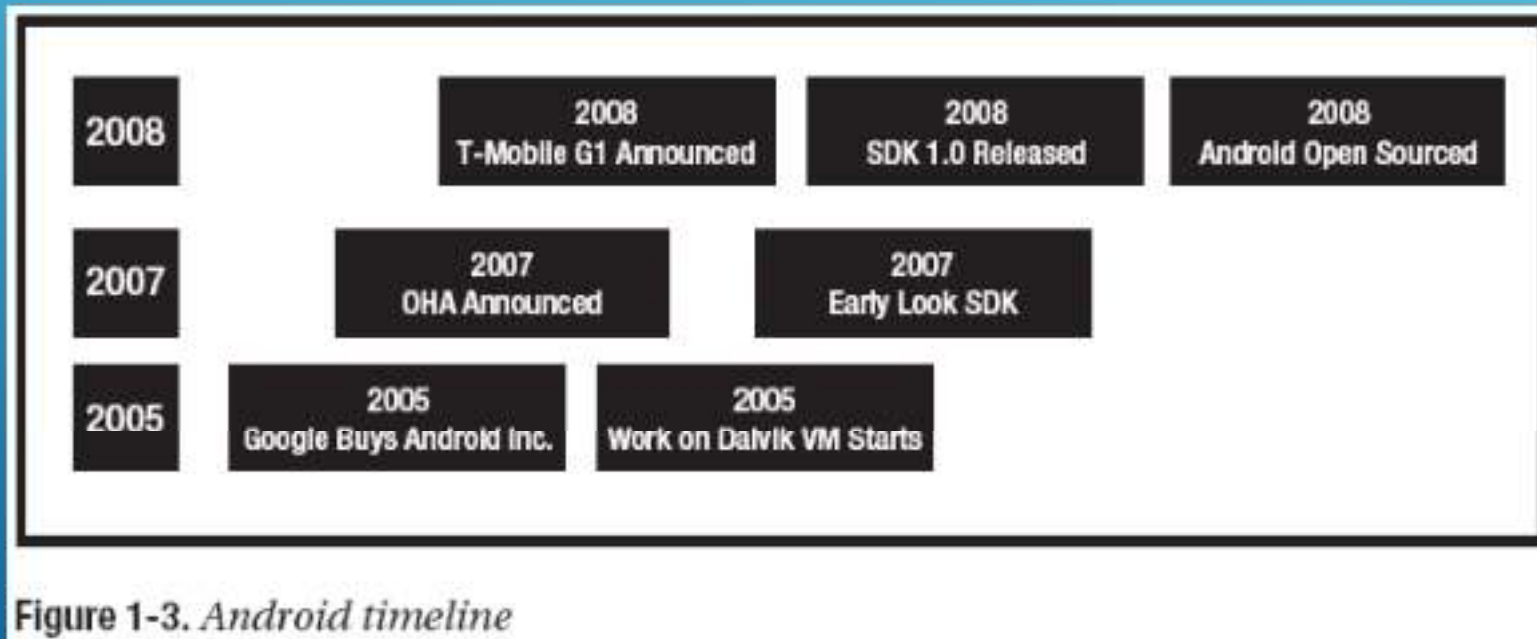 2008
2008
T-Mobile G1 Announced
2008
SDK 1.0 Released
2008
Android Open Sourced
2007
2007
OHA Announced
2007
Early Look SDK
2005
2005
Google Buys Android Inc.
2005
Work on Dalvik VM Starts
Figure 1-3. Android timeline